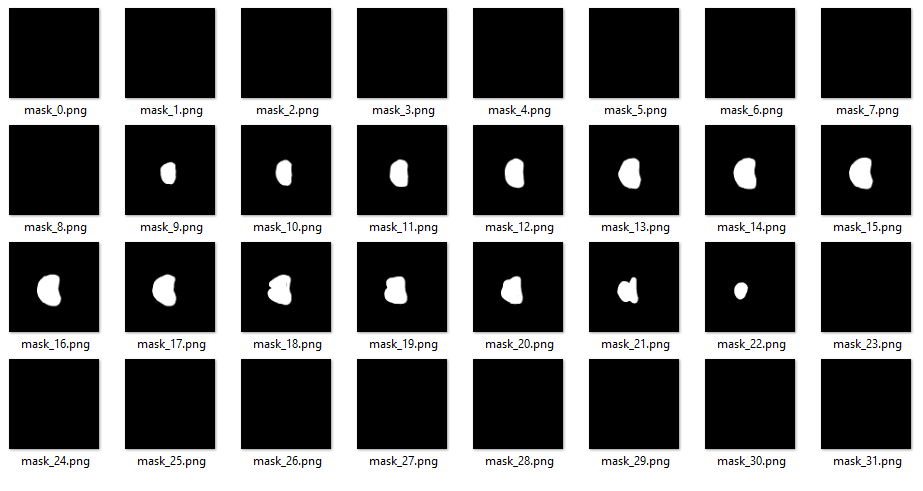 mask_0.png mask_1.png mask_2.png mask_3.png mask_4.png mask_5.png mask_6.png mask_7.png
mask_8.png mask_9.png mask_10.png mask_11.png mask_12.png mask_13.png mask_14.png mask_15.png
mask_16.png mask_17.png mask_18.png mask_19.png mask_20.png mask_21.png mask_22.png mask_23.png
mask_24.png mask_25.png mask_26.png mask_27.png mask_28.png mask_29.png mask_30.png mask_31.png